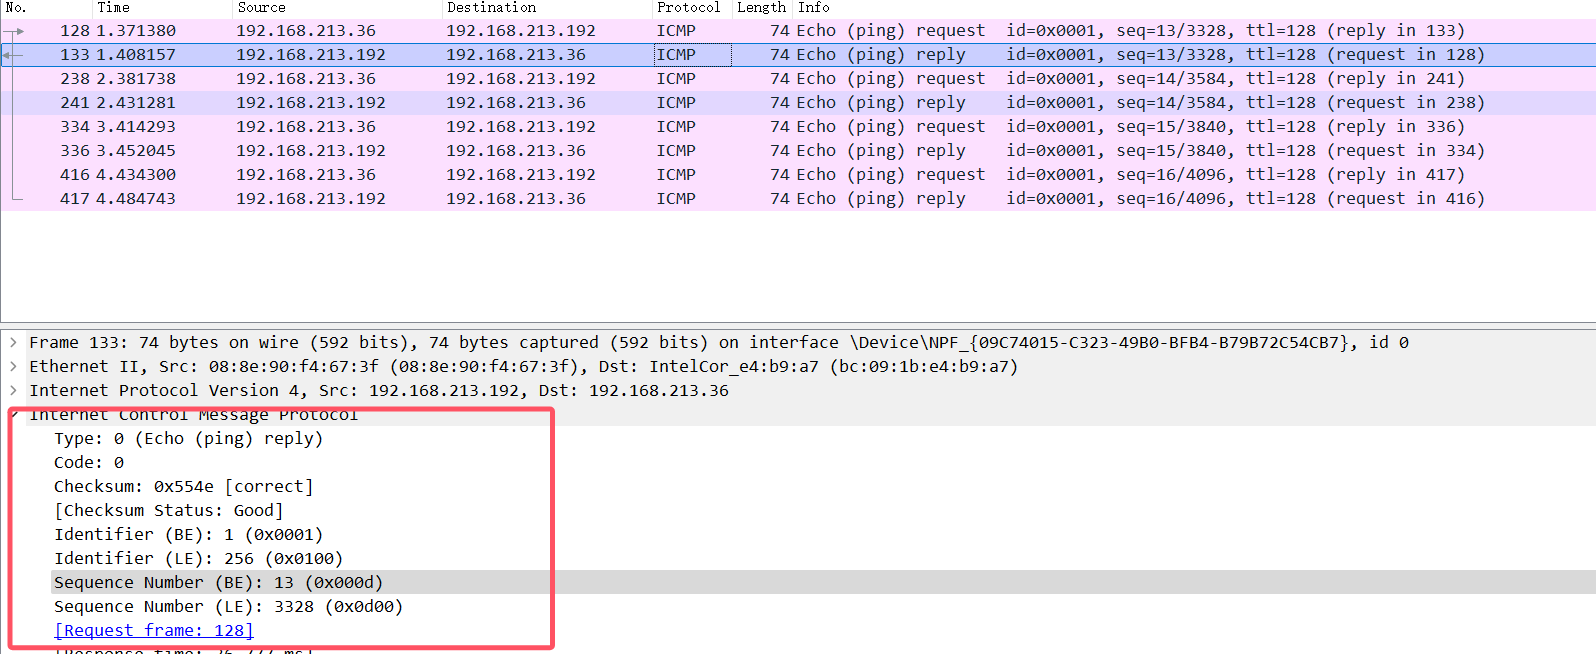 No. Time Source Destination Protocol Length Info
128 1.371380 192.168.213.36 192.168.213.192 ICMP 74 Echo (ping) request id=0x0001, seq=13/3328, ttl=128 (reply in 133)
133 1.408157 192.168.213.192 192.168.213.36 ICMP 74 Echo (ping) reply id=0x0001, seq=13/3328, ttl=128 (request in 128)
238 2.381738 192.168.213.36 192.168.213.192 ICMP 74 Echo (ping) request id=0x0001, seq=14/3584, ttl=128 (reply in 241)
241 2.431281 192.168.213.192 192.168.213.36 ICMP 74 Echo (ping) reply id=0x0001, seq=14/3584, ttl=128 (request in 238)
334 3.414293 192.168.213.36 192.168.213.192 ICMP 74 Echo (ping) request id=0x0001, seq=15/3840, ttl=128 (reply in 336)
336 3.452045 192.168.213.192 192.168.213.36 ICMP 74 Echo (ping) reply id=0x0001, seq=15/3840, ttl=128 (request in 334)
416 4.434300 192.168.213.36 192.168.213.192 ICMP 74 Echo (ping) request id=0x0001, seq=16/4096, ttl=128 (reply in 417)
417 4.484743 192.168.213.192 192.168.213.36 ICMP 74 Echo (ping) reply id=0x0001, seq=16/4096, ttl=128 (request in 416)
Frame 133: 74 bytes on wire (592 bits), 74 bytes captured (592 bits) on interface \Device\NPF_{09C74015-C323-49B0-BFB4-B79B72C54CB7}, id 0
Ethernet II, Src: 08:8e:90:f4:67:3f (08:8e:90:f4:67:3f), Dst: IntelCor_e4:b9:a7 (bc:09:1b:e4:b9:a7)
Internet Protocol Version 4, Src: 192.168.213.192, Dst: 192.168.213.36
Internet Control Message Protocol
Type: 0 (Echo (ping) reply)
Code: 0
Checksum: 0x554e [correct]
[Checksum Status: Good]
Identifier (BE): 1 (0x0001)
Identifier (LE): 256 (0x0100)
Sequence Number (BE): 13 (0x000d)
Sequence Number (LE): 3328 (0x0d00)
[Request frame: 128]
[Response time: 36.777 ms]